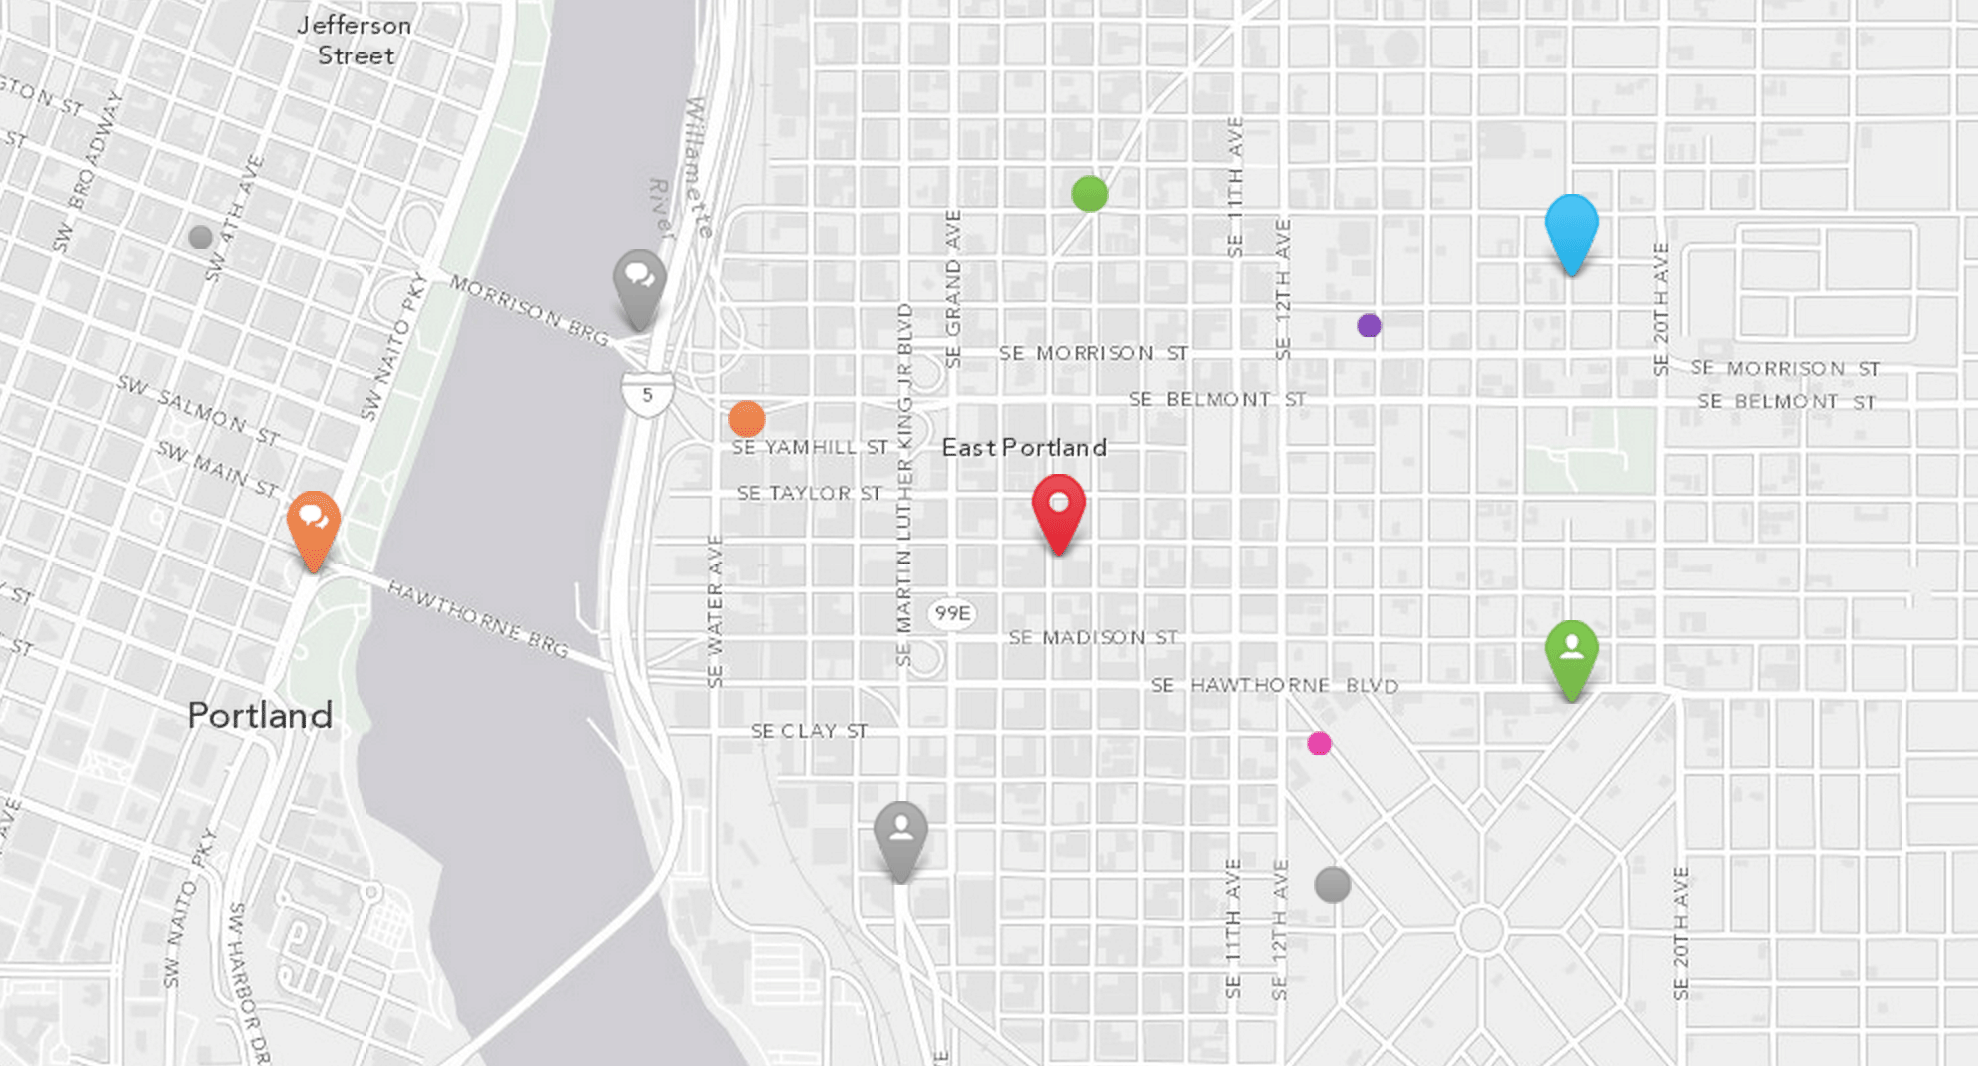 Jefferson
Street
GTON ST
ST
SW BROADWAY
SW 4TH AVE
Willamette
River
SE 11TH AVE
SE 12TH AVE
SE GRAND AVE
SE 20TH AVE
MORRISON BRG
SW NAITO PKY
SE MARTIN LUTHER KING JR BLVD
SE MORRISON ST
SE MORRISON ST
5
SE BELMONT ST
SE BELMONT ST
SW SALMON ST
SE YAMHILL ST
East Portland
SW MAIN ST
SE TAYLOR ST
SE WATER AVE
Y ST
HAWTHORNE BRG
99E
SE MADISON ST
ST
SE HAWTHORNE BLVD
Portland
SE CLAY ST
AVE
SW NAITO PKY
SW HARBOR DR
SE 11TH AVE
SE 12TH AVE
SE 20TH AVE
VE